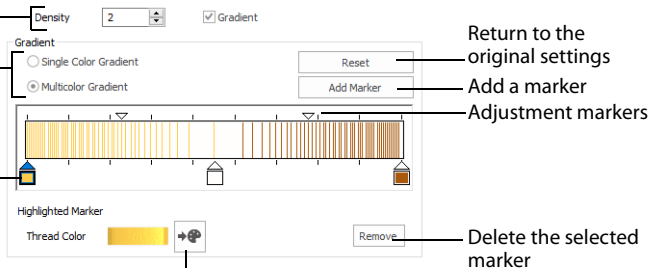 Density 2 Gradient
Gradient
Single Color Gradient
Reset
Multicolor Gradient
Add Marker
Highlighted Marker
Thread Color
Remove
Return to the
original settings
Add a marker
Adjustment markers
Delete the selected
marker